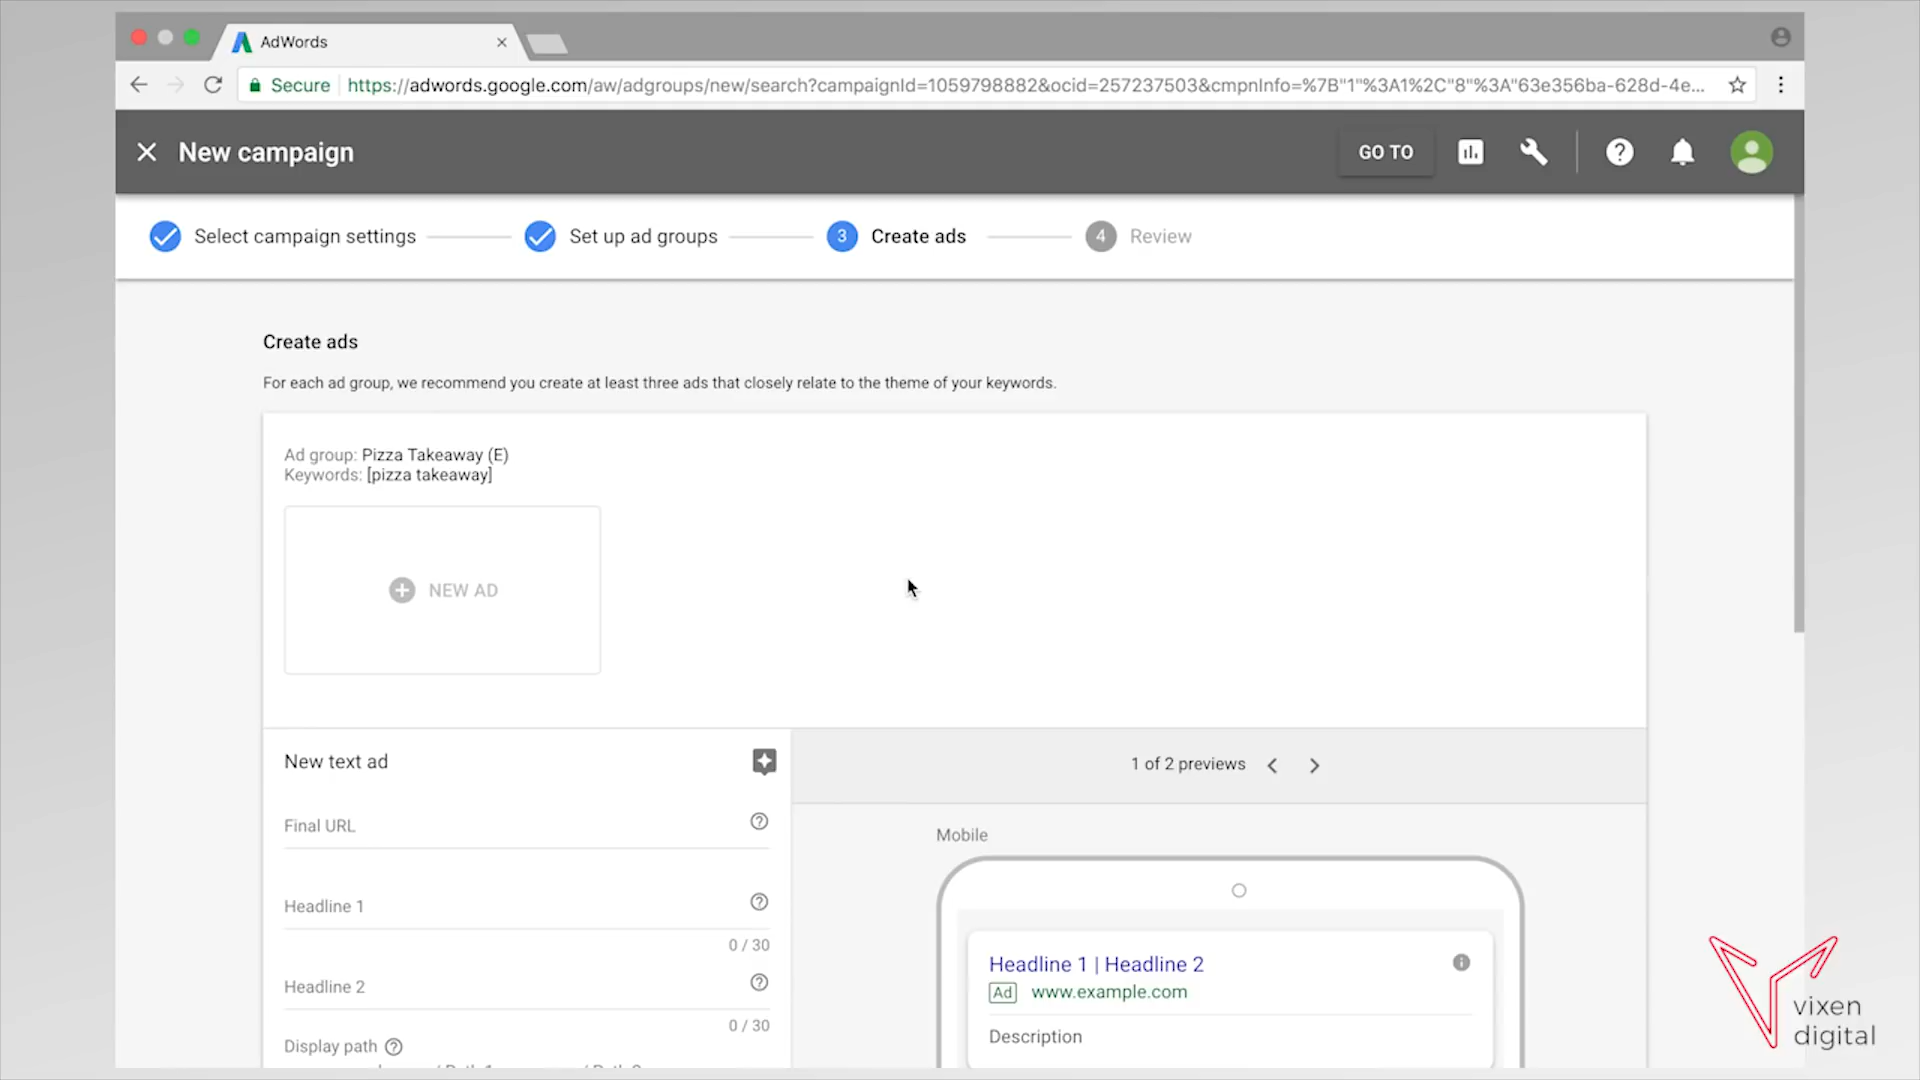 AdWords
Secure https://adwords.google.com/aw/adgroups/new/search?campaignId=1059798882&ocid=257237503&cmpnInfo=%7B"1"%3A1%2C"8"%3A"63e356ba-628d-4e...
New campaign
GO TO
Select campaign settings
Set up ad groups
3 Create ads
4 Review
Create ads
For each ad group, we recommend you create at least three ads that closely relate to the theme of your keywords.
Ad group: Pizza Takeaway (E)
Keywords: [pizza takeaway]
NEW AD
New text ad
Final URL
Headline 1
0 / 30
Headline 2
0 / 30
Display path
1 of 2 previews
Mobile
Headline 1 | Headline 2
Ad www.example.com
Description
vixen
digital